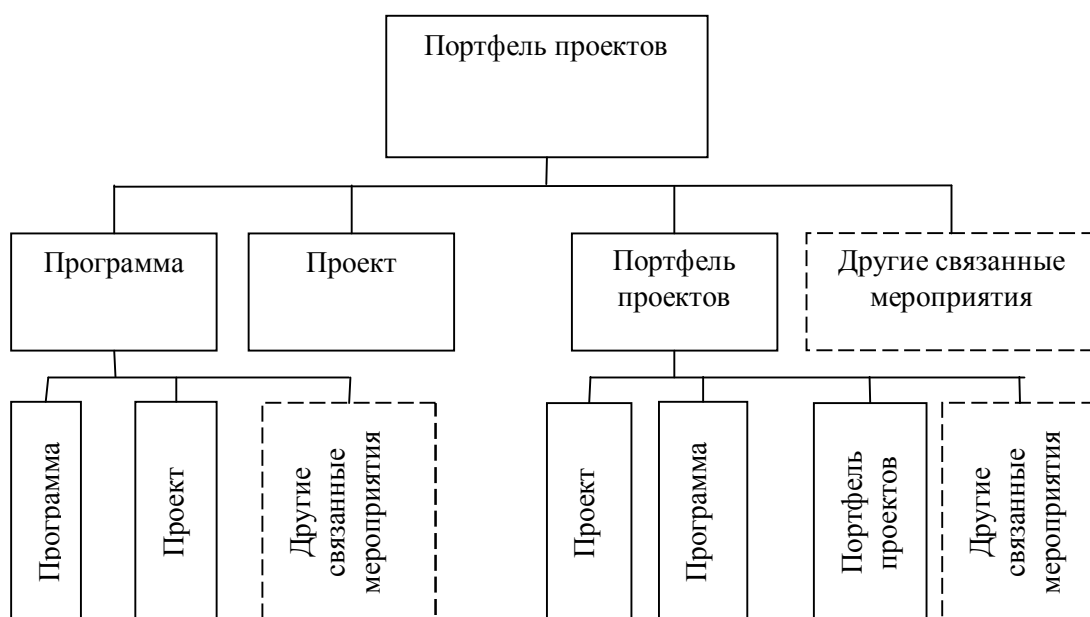 Портфель проектов
Программа
Проект
Портфель
проектов
Другие связанные
мероприятия
Программа
Проект
Другие
связанные
мероприятия
Проект
Программа
Портфель
проектов
Другие
связанные
мероприятия